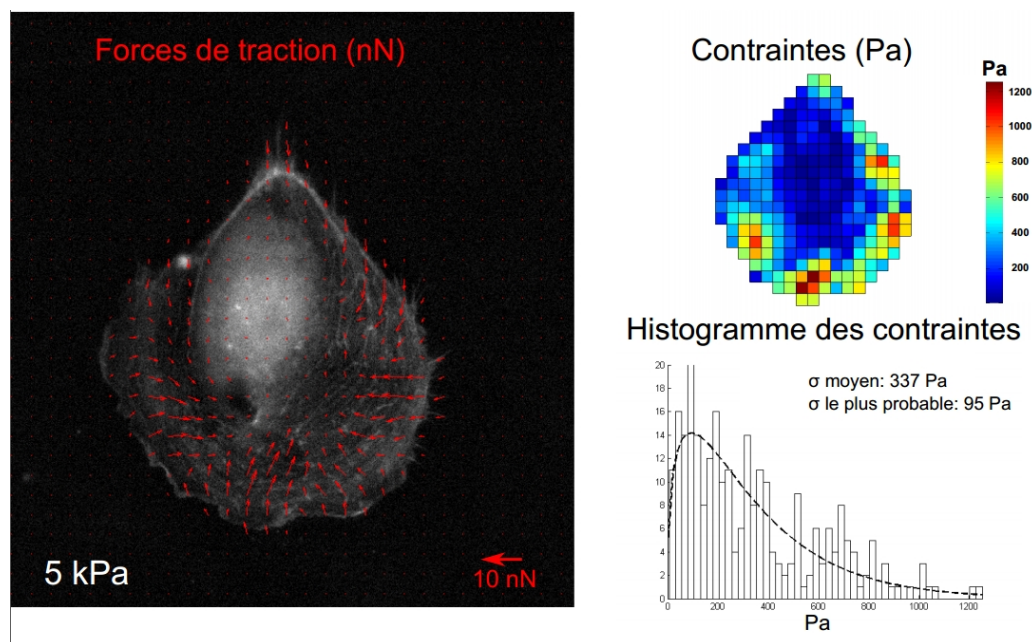 Forces de traction (nN)
5 kPa
10 nN
Contraintes (Pa)
Pa
1200
1000
800
600
400
200
Histogramme des contraintes
σ moyen: 337 Pa
σ le plus probable: 95 Pa
20
18
16
14
12
10
8
6
4
2
0
0 200 400 600 800 1000 1200
Pa